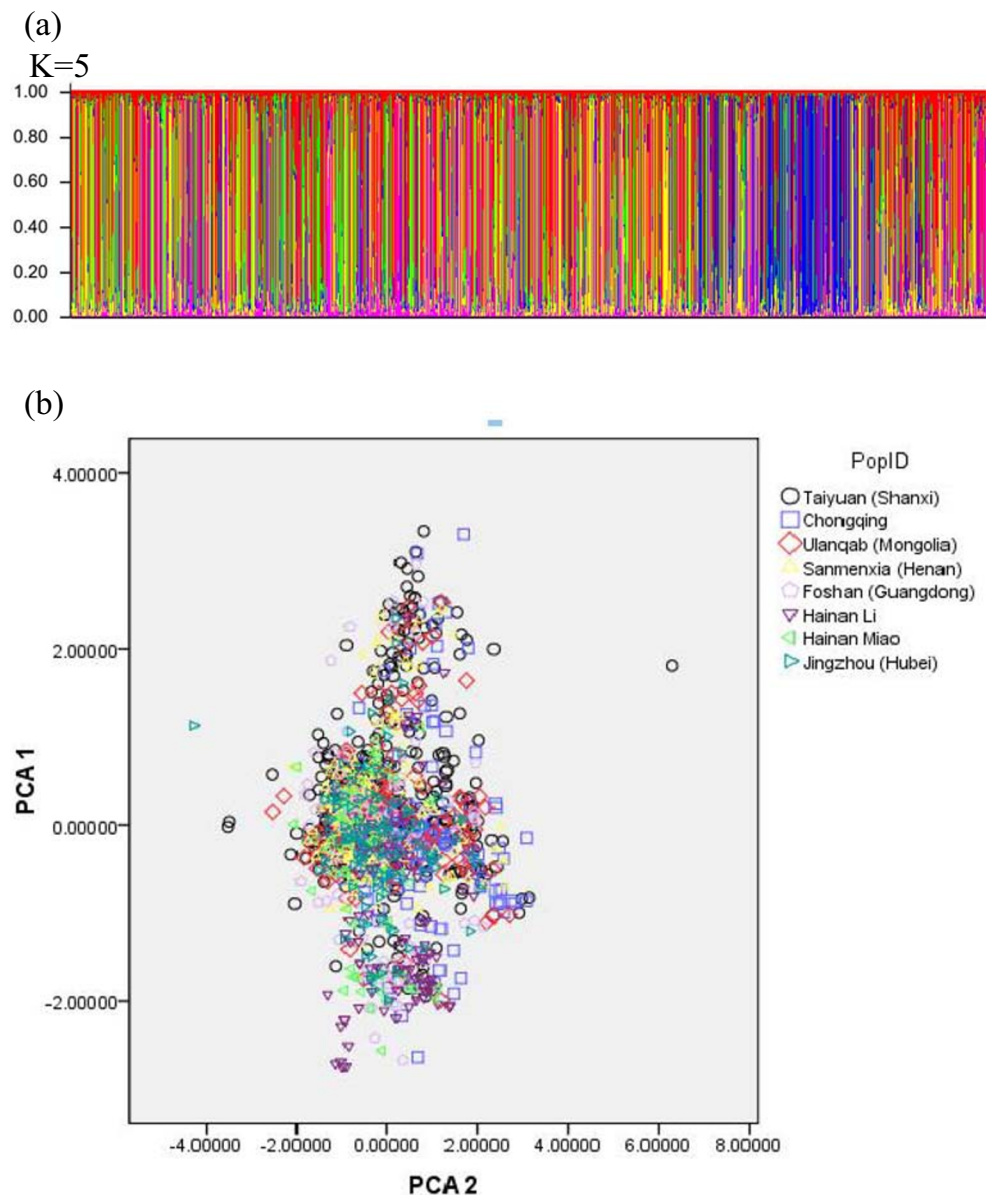 (a)
K=5
1.00
0.80
0.60
0.40
0.20
0.00
(b)
PopID
Taiyuan (Shanxi)
Chongqing
Ulanqab (Mongolia)
Sanmenxia (Henan)
Foshan (Guangdong)
Hainan Li
Hainan Miao
Jingzhou (Hubei)
4.00000
2.00000
0.00000
-2.00000
PCA 1
-4.00000 -2.00000 0.00000 2.00000 4.00000 6.00000 8.00000
PCA 2